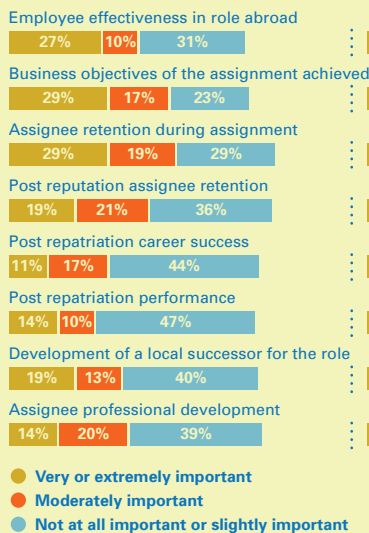 Employee effectiveness in role abroad
27% 10% 31%
Business objectives of the assignment achieved
29% 17% 23%
Assignee retention during assignment
29% 19% 29%
Post reputation assignee retention
19% 21% 36%
Post repatriation career success
11% 17% 44%
Post repatriation performance
14% 10% 47%
Development of a local successor for the role
19% 13% 40%
Assignee professional development
14% 20% 39%
Very or extremely important
Moderately important
Not at all important or slightly important